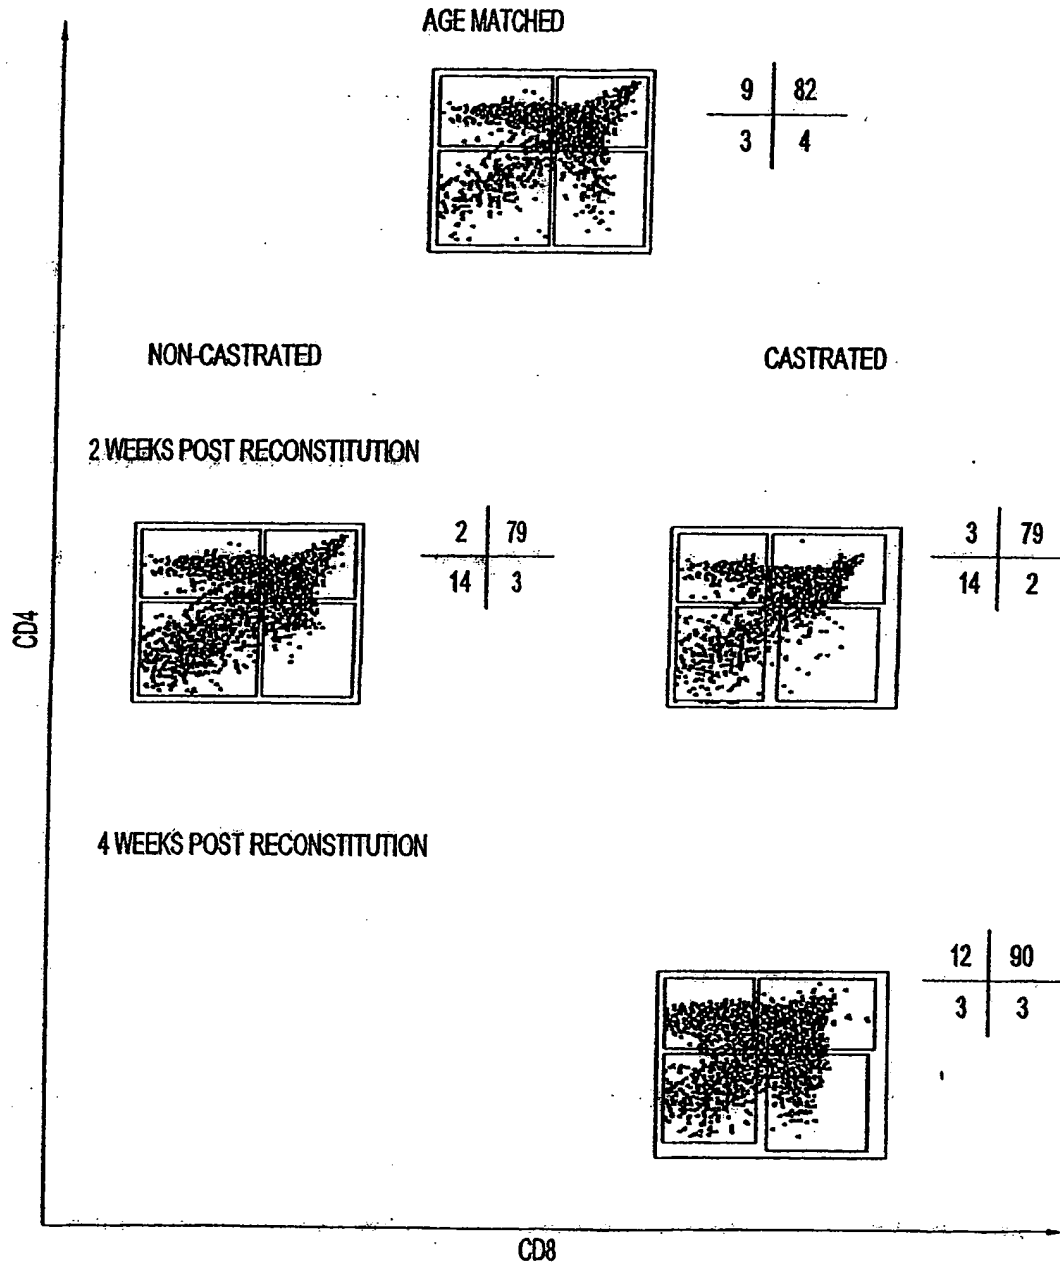 AGE MATCHED
9 82
3 4
NON-CASTRATED CASTRATED
2 WEEKS POST RECONSTITUTION
2 79
14 3
3 79
14 2
CD4
4 WEEKS POST RECONSTITUTION
12 90
3 3
CD8